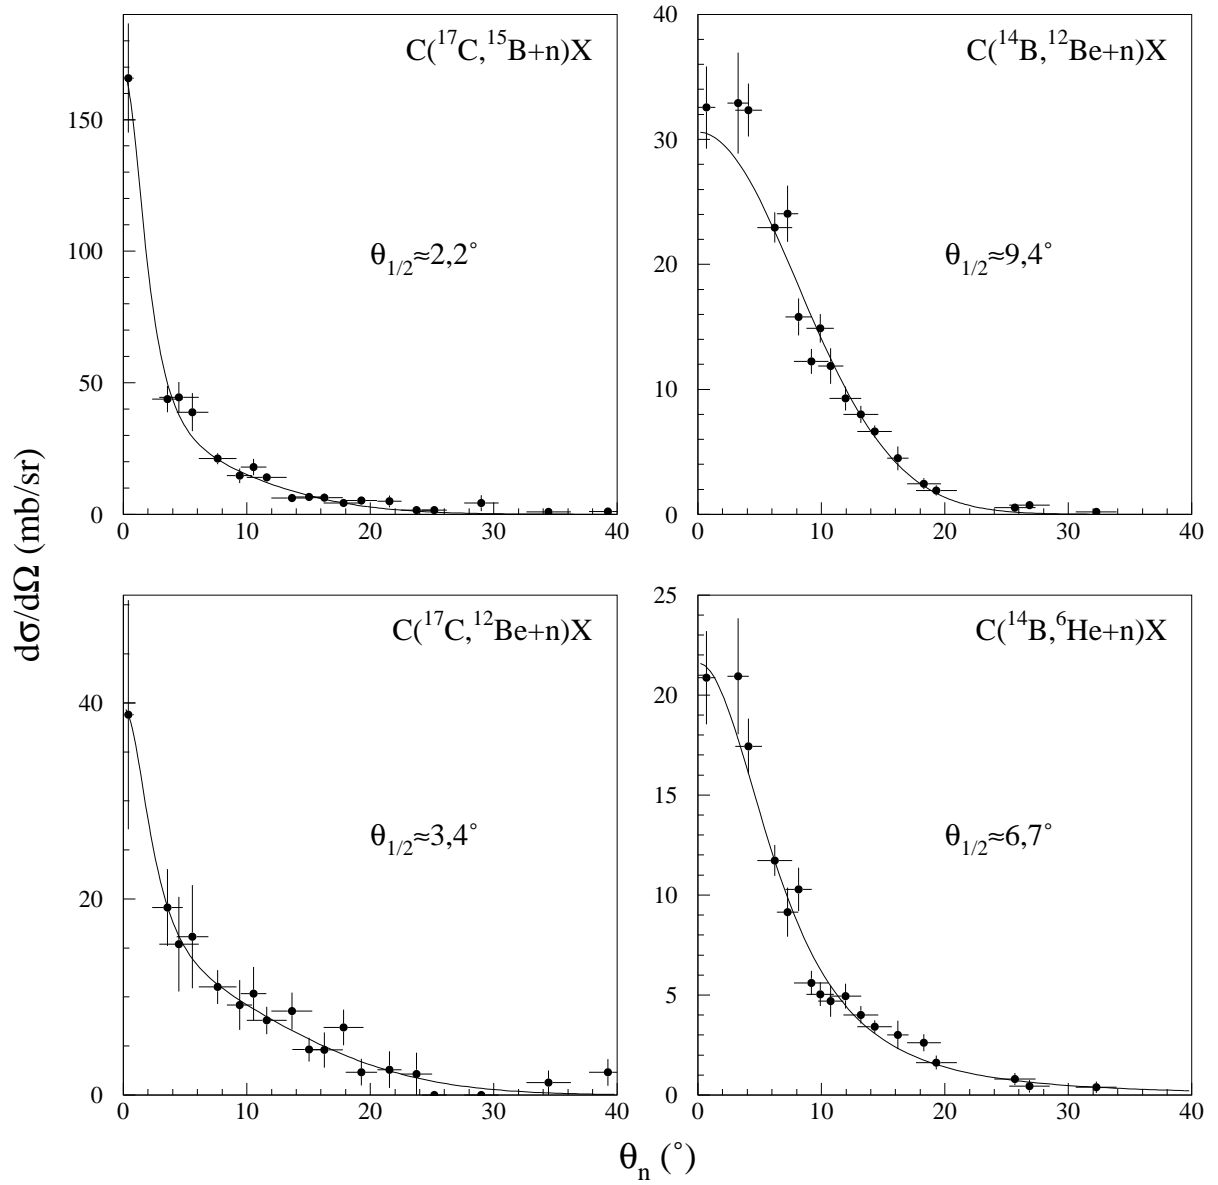 C(¹⁷C,¹⁵B+n)X
θ₁/₂≈2,2°
150
100
50
0
0 10 20 30 40
C(¹⁴B,¹²Be+n)X
θ₁/₂≈9,4°
40
30
20
10
0
0 10 20 30 40
dσ/dΩ (mb/sr)
C(¹⁷C,¹²Be+n)X
θ₁/₂≈3,4°
40
20
0
0 10 20 30 40
C(¹⁴B,⁶He+n)X
θ₁/₂≈6,7°
25
20
15
10
5
0
0 10 20 30 40
θₙ (°)